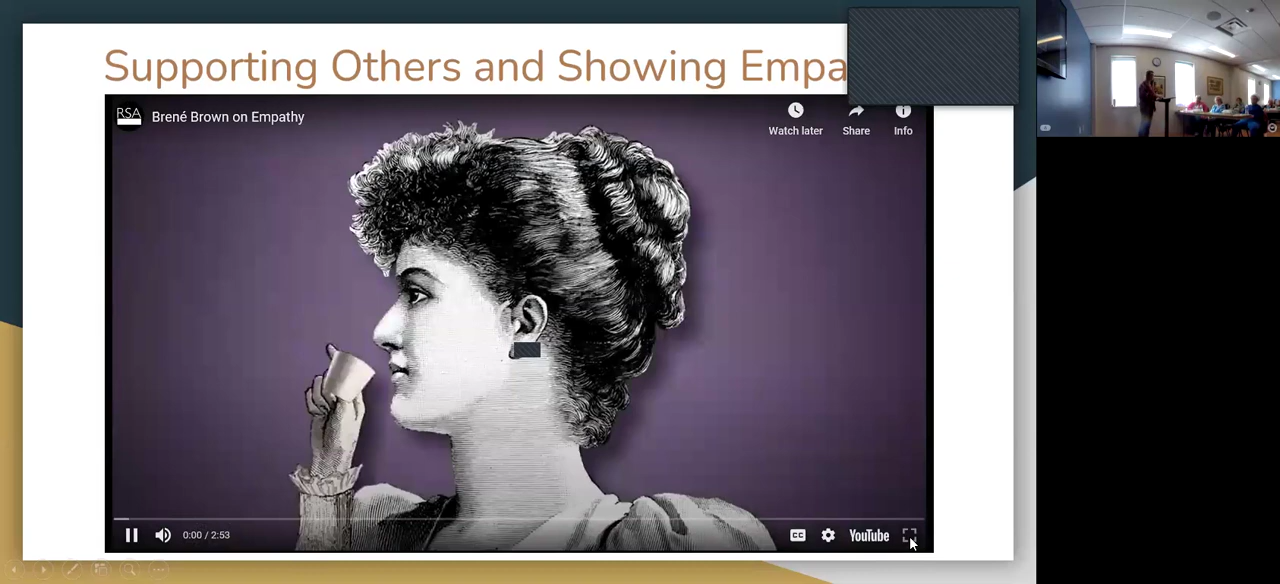 Supporting Others and Showing Empa
RSA
Brené Brown on Empathy
Watch later
Share
Info
0:00 / 2:53
CC
YouTube